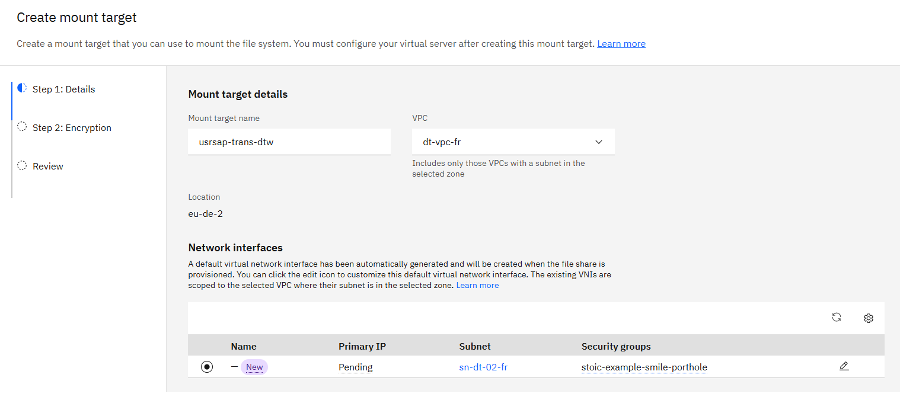 Create mount target
Create a mount target that you can use to mount the file system. You must configure your virtual server after creating this mount target. Learn more
Step 1: Details
Step 2: Encryption
Review
Mount target details
Mount target name
VPC
usrsap-trans-dtw
dt-vpc-fr
Includes only those VPCs with a subnet in the
selected zone
Location
eu-de-2
Network interfaces
A default virtual network interface has been automatically generated and will be created when the file share is
provisioned. You can click the edit icon to customize this default virtual network interface. The existing VNIs are
scoped to the selected VPC where their subnet is in the selected zone. Learn more
Name Primary IP Subnet Security groups
— New Pending sn-dt-02-fr stoic-example-smile-porthole